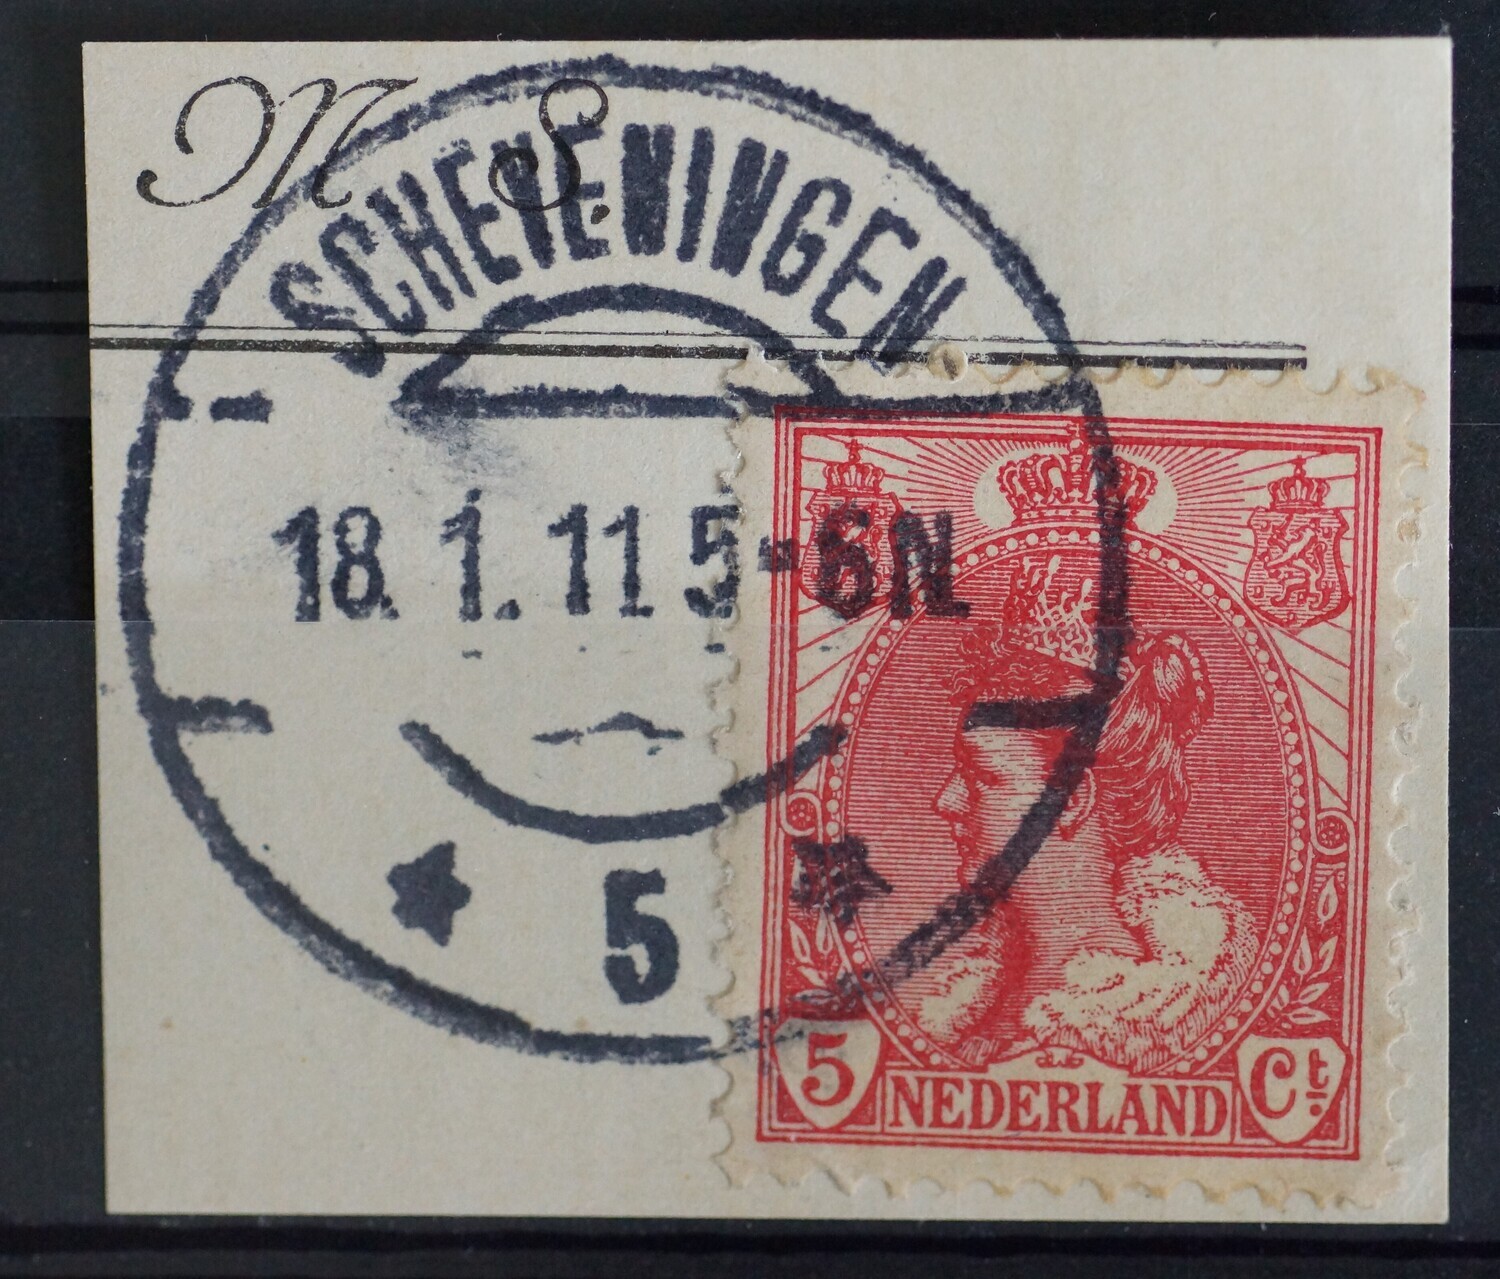 M S.
SCHEVENINGEN
18. 1. 11 5-6N.
5
5 NEDERLAND Ct.